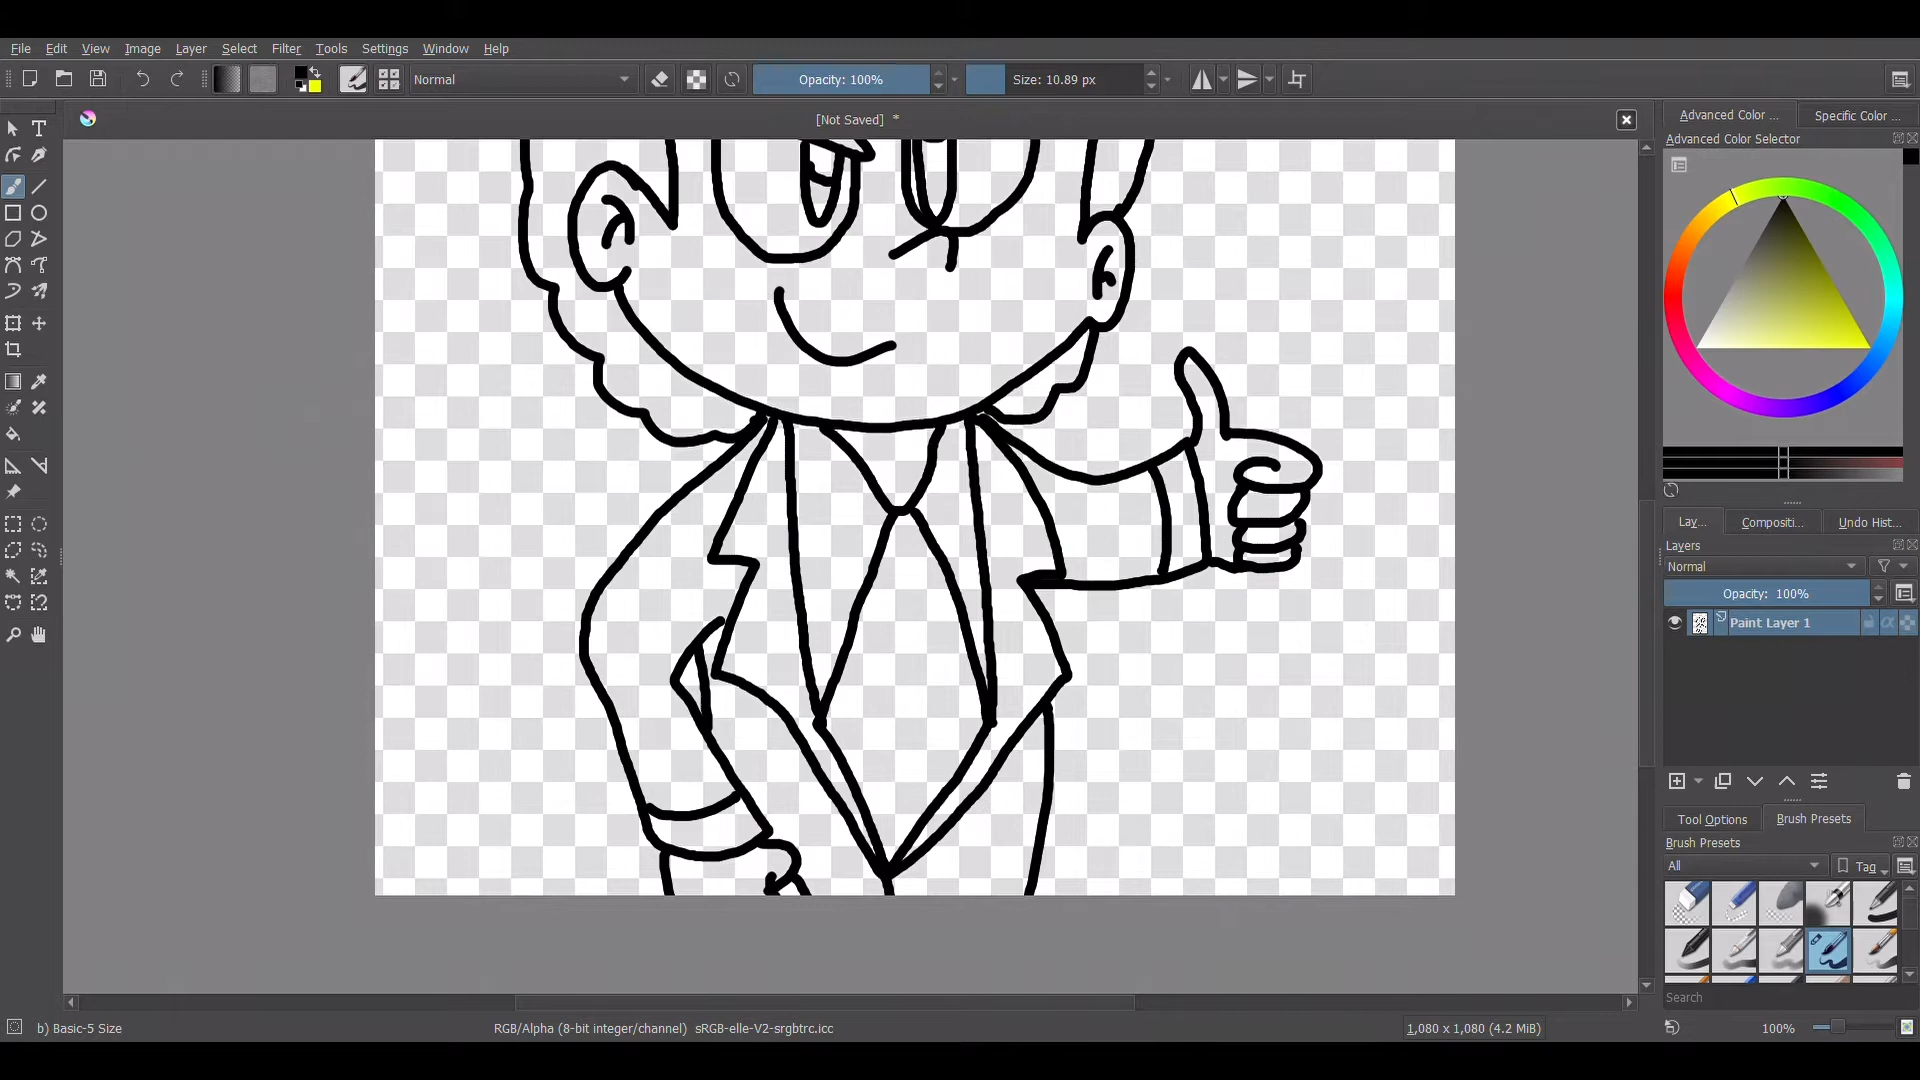 File Edit View Image Layer Select Filter Tools Settings Window Help
Normal Opacity: 100% Size: 10.89 px
[Not Saved] *
Advanced Color ... Specific Color ...
Advanced Color Selector
Lay... Compositi... Undo Hist...
Layers
Normal
Opacity: 100%
Paint Layer 1
Tool Options Brush Presets
Brush Presets
All Tag
Search
b) Basic-5 Size RGB/Alpha (8-bit integer/channel) sRGB-elle-V2-srgbtrc.icc 1,080 x 1,080 (4.2 MiB) 100%